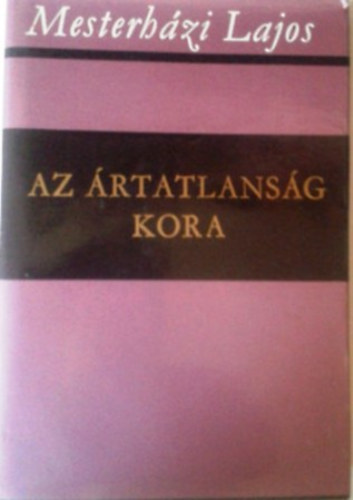 Mesterházi Lajos
AZ ÁRTATLANSÁG
KORA